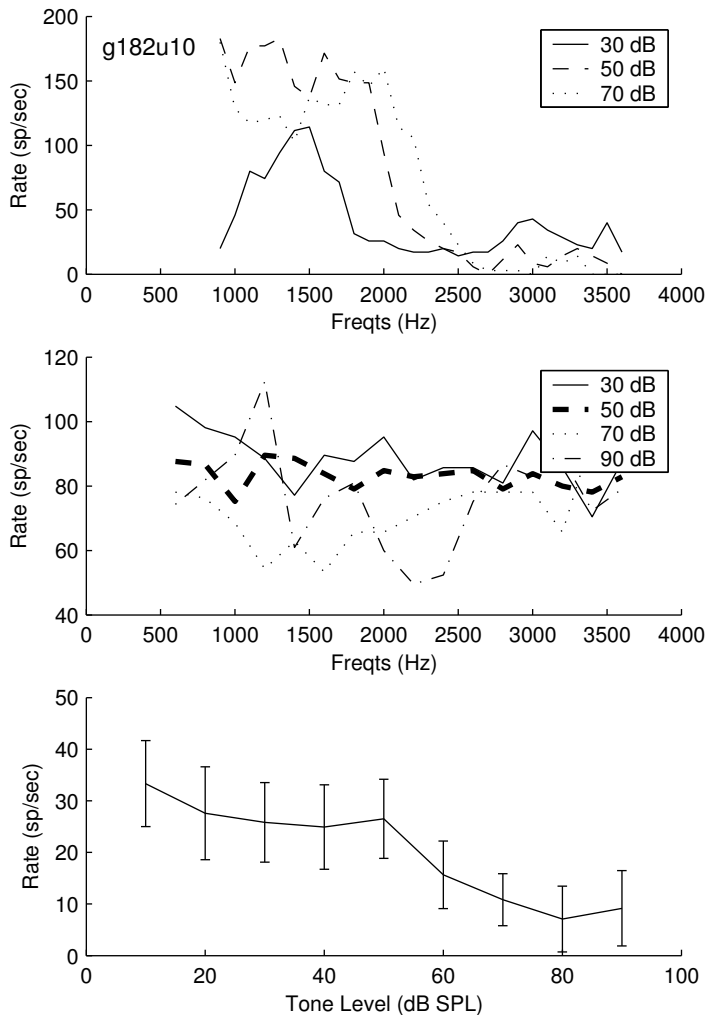 200
150
100
50
0
Rate (sp/sec)
g182u10
30 dB
50 dB
70 dB
0 500 1000 1500 2000 2500 3000 3500 4000
Freqts (Hz)
120
100
80
60
40
Rate (sp/sec)
30 dB
50 dB
70 dB
90 dB
0 500 1000 1500 2000 2500 3000 3500 4000
Freqts (Hz)
50
40
30
20
10
0
Rate (sp/sec)
0 20 40 60 80 100
Tone Level (dB SPL)